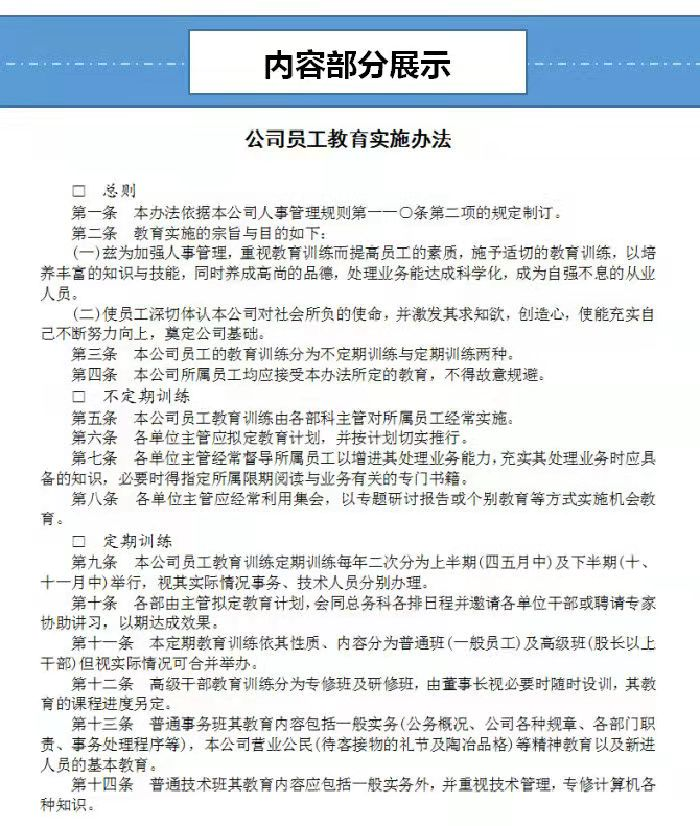 内容部分展示
公司员工教育实施办法
□ 总则
第一条 本办法依据本公司人事管理规则第一一〇条第二项的规定制订。
第二条 教育实施的宗旨与目的如下：
(一)兹为加强人事管理，重视教育训练而提高员工的素质，施予适切的教育训练，以培
养丰富的知识与技能，同时养成高尚的品德，处理业务能达成科学化，成为自强不息的从业
人员。
(二)使员工深切体认本公司对社会所负的使命，并激发其求知欲，创造心，使能充实自
己不断努力向上，奠定公司基础。
第三条 本公司员工的教育训练分为不定期训练与定期训练两种。
第四条 本公司所属员工均应接受本办法所定的教育，不得故意规避。
□ 不定期训练
第五条 本公司员工教育训练由各部科主管对所属员工经常实施。
第六条 各单位主管应拟定教育计划，并按计划切实推行。
第七条 各单位主管经常督导所属员工以增进其处理业务能力，充实其处理业务时应具
备的知识，必要时得指定所属限期阅读与业务有关的专门书籍。
第八条 各单位主管应经常利用集会，以专题研讨报告或个别教育等方式实施机会教
育。
□ 定期训练
第九条 本公司员工教育训练定期训练每年二次分为上半期(四五月中)及下半期(十、
十一月中)举行，视其实际情况事务、技术人员分别办理。
第十条 各部由主管拟定教育计划，会同总务科各排日程并邀请各单位干部或聘请专家
协助讲习，以期达成效果。
第十一条 本定期教育训练依其性质、内容分为普通班(一般员工)及高级班(股长以上
干部)但视实际情况可合并举办。
第十二条 高级干部教育训练分为专修班及研修班，由董事长视必要时随时设训，其教
育的课程进度另定。
第十三条 普通事务班其教育内容包括一般实务(公务概况、公司各种规章、各部门职
责、事务处理程序等)，本公司营业公民(待客接物的礼节及陶冶品格)等精神教育以及新进
人员的基本教育。
第十四条 普通技术班其教育内容应包括一般实务外，并重视技术管理，专修计算机各
种知识。